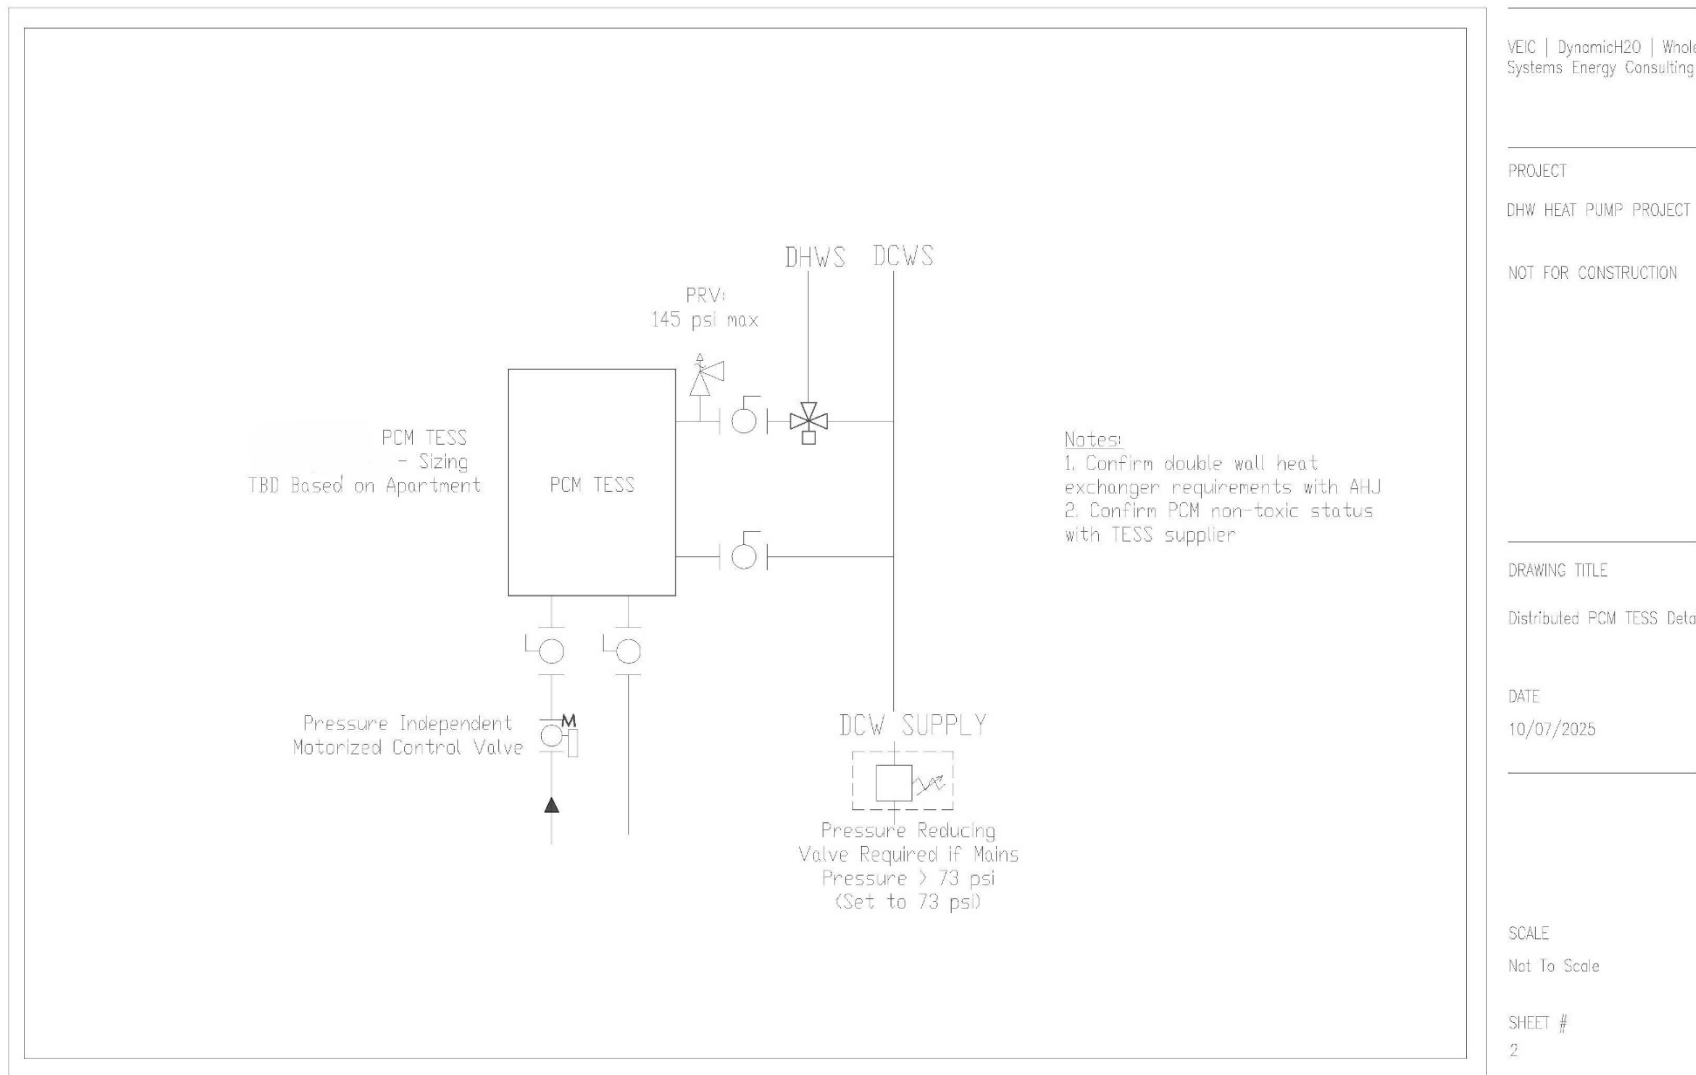 DHWS DCWS
PRV:
145 psi max
PCM TESS
- Sizing
TBD Based on Apartment
PCM TESS
Notes:
1. Confirm double wall heat
exchanger requirements with AHJ
2. Confirm PCM non-toxic status
with TESS supplier
Pressure Independent
Motorized Control Valve
M
DCW SUPPLY
Pressure Reducing
Valve Required if Mains
Pressure > 73 psi
(Set to 73 psi)
VEIC | DynamicH20 | Whole
Systems Energy Consulting
PROJECT
DHW HEAT PUMP PROJECT
NOT FOR CONSTRUCTION
DRAWING TITLE
Distributed PCM TESS Deta
DATE
10/07/2025
SCALE
Not To Scale
SHEET #
2